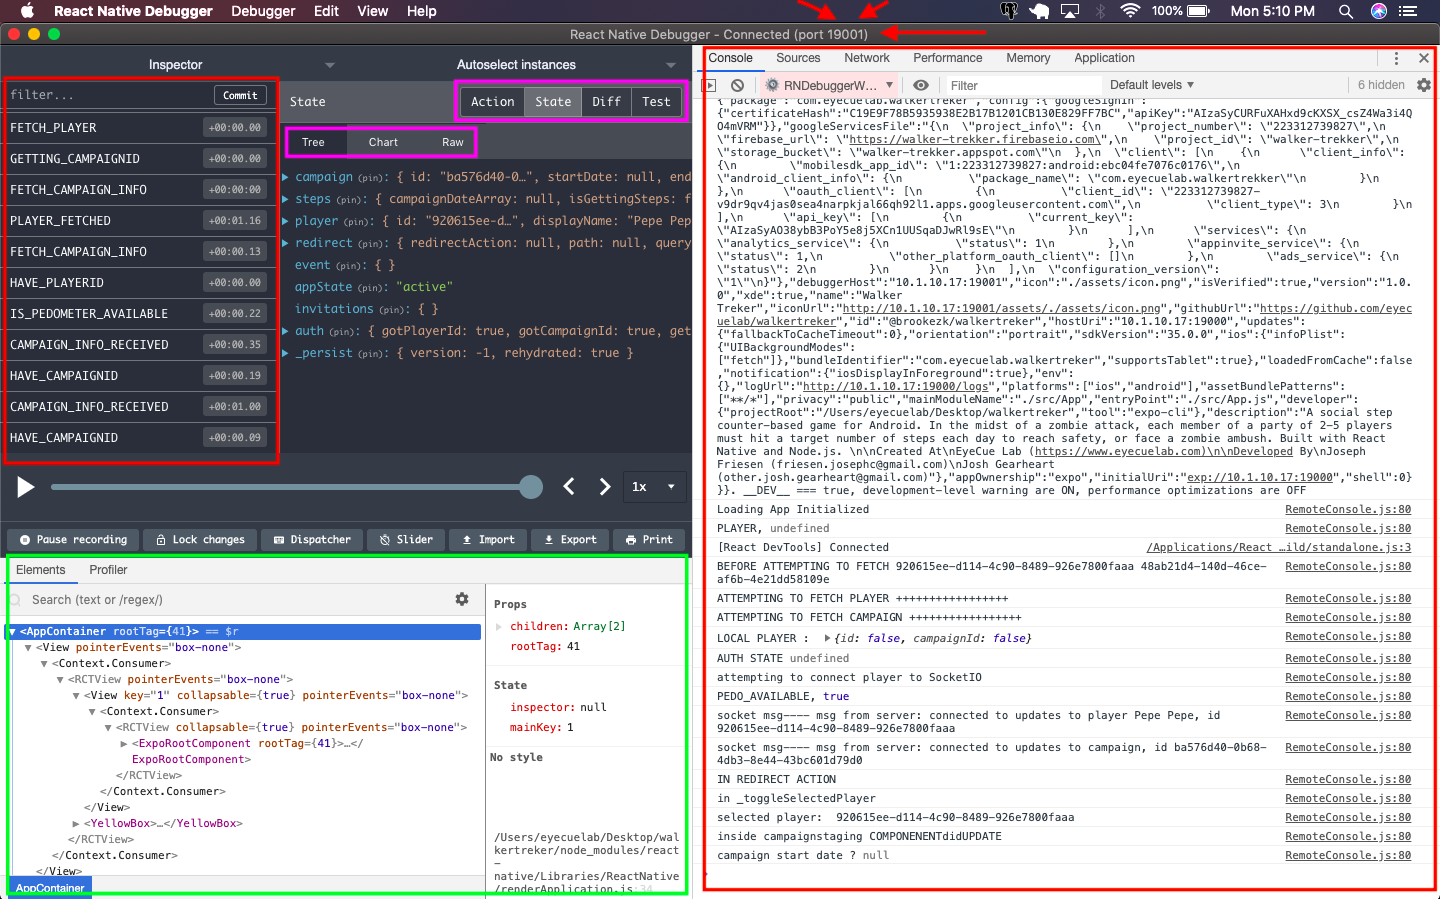 React Native Debugger Debugger Edit View Help 100% Mon 5:10 PM
React Native Debugger - Connected (port 19001)
Inspector
Autoselect instances
filter... Commit
FETCH_PLAYER +00:00.00
GETTING_CAMPAIGNID +00:00.00
FETCH_CAMPAIGN_INFO +00:00:00
PLAYER_FETCHED +00:01.16
FETCH_CAMPAIGN_INFO +00:00.13
HAVE_PLAYERID +00:00.00
IS_PEDOMETER_AVAILABLE +00:00.22
CAMPAIGN_INFO_RECEIVED +00:00.35
HAVE_CAMPAIGNID +00:00.19
CAMPAIGN_INFO_RECEIVED +00:01.00
HAVE_CAMPAIGNID +00:00.09
State
Action State Diff Test
Tree Chart Raw
campaign (pin): { id: "ba576d40-0…", startDate: null, end
steps (pin): { campaignDateArray: null, isGettingSteps: f
player (pin): { id: "920615ee-d…", displayName: "Pepe Pep
redirect (pin): { redirectAction: null, path: null, query
event (pin): { }
appState (pin): "active"
invitations (pin): { }
auth (pin): { gotPlayerId: true, gotCampaignId: true, get
_persist (pin): { version: -1, rehydrated: true }
1x
Pause recording Lock changes Dispatcher Slider Import Export Print
Elements Profiler
Search (text or /regex/)
<AppContainer rootTag={41}> == $r
<View pointerEvents="box-none">
<Context.Consumer>
<RCTView pointerEvents="box-none">
<View key="1" collapsable={true} pointerEvents="box-none">
<Context.Consumer>
<RCTView collapsable={true} pointerEvents="box-none">
<ExpoRootComponent rootTag={41}>…</
ExpoRootComponent>
</RCTView>
</Context.Consumer>
</View>
<YellowBox>…</YellowBox>
</RCTView>
</Context.Consumer>
</View>
AppContainer
Props
children: Array[2]
rootTag: 41
State
inspector: null
mainKey: 1
No style
/Users/eyecuelab/Desktop/wal
kertreker/node_modules/react
-
native/Libraries/ReactNative
/renderApplication.js:34
Console Sources Network Performance Memory Application
RNDebuggerW... Filter Default levels 6 hidden
{"package":"com.eyecuelab.walkertreker","config":{"googleSignIn":
{"certificateHash":"C19E9F78B5935938E2B17B1201CB130E829FF7BC","apiKey":"AIzaSyCURFuXAHxd9cKXSX_csZ4Wa3i4Q
O4mVRM"}},"googleServicesFile":"{\n \"project_info\": {\n \"project_number\": \"223312739827\",\n
\"firebase_url\": \"https://walker-trekker.firebaseio.com\",\n \"project_id\": \"walker-trekker\",\n
\"storage_bucket\": \"walker-trekker.appspot.com\"\n },\n \"client\": [\n {\n \"client_info\":
{\n \"mobilesdk_app_id\": \"1:223312739827:android:ebc04fe7076c0176\",\n
\"android_client_info\": {\n \"package_name\": \"com.eyecuelab.walkertrekker\"\n }\n
},\n \"oauth_client\": [\n {\n \"client_id\": \"223312739827-
v9dr9qv4jas0sea4narpkjal66qh92l1.apps.googleusercontent.com\",\n \"client_type\": 3\n }\n
],\n \"api_key\": [\n {\n \"current_key\":
\"AIzaSyAO38ybB3PoY5e8j5XCn1UUSqaDJwRl9sE\"\n }\n ],\n \"services\": {\n
\"analytics_service\": {\n \"status\": 1\n },\n \"appinvite_service\": {\n
\"status\": 1,\n \"other_platform_oauth_client\": []\n },\n \"ads_service\": {\n
\"status\": 2\n }\n }\n }\n ],\n \"configuration_version\":
\"1\"\n}"},"debuggerHost":"10.1.10.17:19001","icon":"./assets/icon.png","isVerified":true,"version":"1.0.
0","xde":true,"name":"Walker
Treker","iconUrl":"http://10.1.10.17:19001/assets/./assets/icon.png","githubUrl":"https://github.com/eyec
uelab/walkertreker","id":"@brookezk/walkertreker","hostUri":"10.1.10.17:19000","updates":
{"fallbackToCacheTimeout":0},"orientation":"portrait","sdkVersion":"35.0.0","ios":{"infoPlist":
{"UIBackgroundModes":
["fetch"]},"bundleIdentifier":"com.eyecuelab.walkertreker","supportsTablet":true},"loadedFromCache":false
,"notification":{"iosDisplayInForeground":true},"env":
{},"logUrl":"http://10.1.10.17:19000/logs","platforms":["ios","android"],"assetBundlePatterns":
["**/*"],"privacy":"public","mainModuleName":"./src/App","entryPoint":"./src/App.js","developer":
{"projectRoot":"/Users/eyecuelab/Desktop/walkertreker","tool":"expo-cli"},"description":"A social step
counter-based game for Android. In the midst of a zombie attack, each member of a party of 2-5 players
must hit a target number of steps each day to reach safety, or face a zombie ambush. Built with React
Native and Node.js. \n\nCreated At\nEyeCue Lab (https://www.eyecuelab.com)\n\nDeveloped By\nJoseph
Friesen (friesen.josephc@gmail.com)\nJosh Gearheart
(other.josh.gearheart@gmail.com)","appOwnership":"expo","initialUri":"exp://10.1.10.17:19000","shell":0}
}}. __DEV__ === true, development-level warning are ON, performance optimizations are OFF
Loading App Initialized RemoteConsole.js:80
PLAYER, undefined RemoteConsole.js:80
[React DevTools] Connected /Applications/React …ild/standalone.js:3
BEFORE ATTEMPTING TO FETCH 920615ee-d114-4c90-8489-926e7800faaa 48ab21d4-140d-46ce- RemoteConsole.js:80
af6b-4e21dd58109e
ATTEMPTING TO FETCH PLAYER +++++++++++++++++ RemoteConsole.js:80
ATTEMPTING TO FETCH CAMPAIGN +++++++++++++++++ RemoteConsole.js:80
LOCAL PLAYER : {id: false, campaignId: false} RemoteConsole.js:80
AUTH STATE undefined RemoteConsole.js:80
attempting to connect player to SocketIO RemoteConsole.js:80
PEDO_AVAILABLE, true RemoteConsole.js:80
socket msg---- msg from server: connected to updates to player Pepe Pepe, id RemoteConsole.js:80
920615ee-d114-4c90-8489-926e7800faaa
socket msg---- msg from server: connected to updates to campaign, id ba576d40-0b68- RemoteConsole.js:80
4db3-8e44-43bc601d79d0
IN REDIRECT ACTION RemoteConsole.js:80
in _toggleSelectedPlayer RemoteConsole.js:80
selected player: 920615ee-d114-4c90-8489-926e7800faaa RemoteConsole.js:80
inside campaignstaging COMPONENENTdidUPDATE RemoteConsole.js:80
campaign start date ? null RemoteConsole.js:80